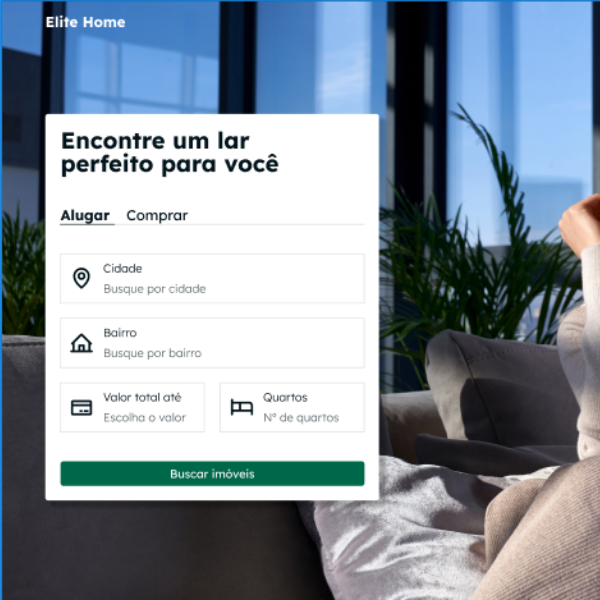 Elite Home
Encontre um lar
perfeito para você
Alugar Comprar
Cidade
Busque por cidade
Bairro
Busque por bairro
Valor total até
Escolha o valor
Quartos
Nº de quartos
Buscar imóveis